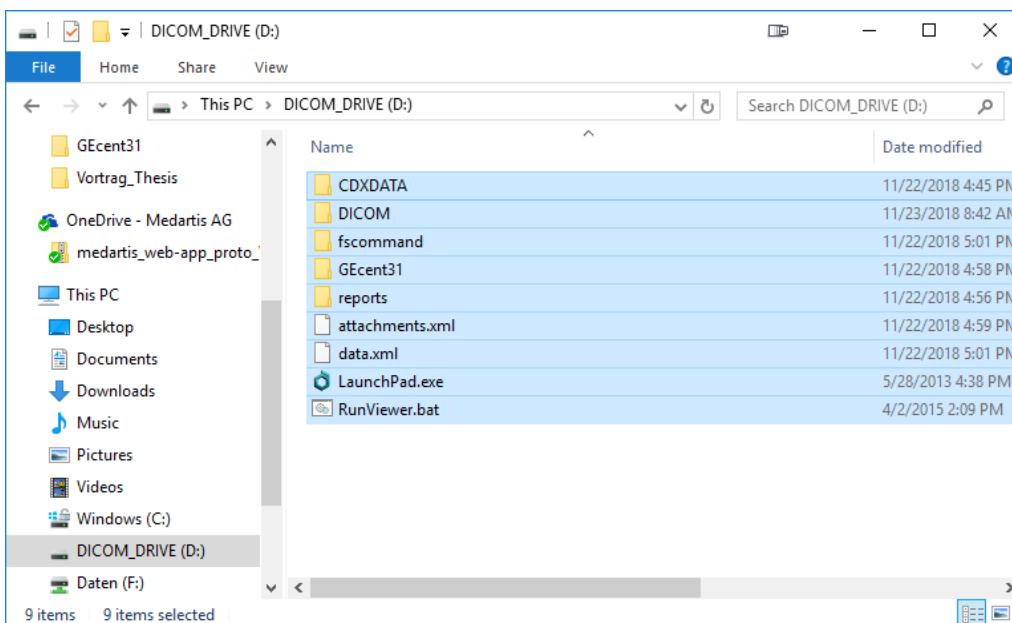 DICOM_DRIVE (D:)
File Home Share View
This PC > DICOM_DRIVE (D:) Search DICOM_DRIVE (D:)
GEcent31
Vortrag_Thesis
OneDrive - Medartis AG
medartis_web-app_proto_
This PC
Desktop
Documents
Downloads
Music
Pictures
Videos
Windows (C:)
DICOM_DRIVE (D:)
Daten (F:)
Name Date modified
CDXDATA 11/22/2018 4:45 PM
DICOM 11/23/2018 8:42 AM
fscommand 11/22/2018 5:01 PM
GEcent31 11/22/2018 4:58 PM
reports 11/22/2018 4:56 PM
attachments.xml 11/22/2018 4:59 PM
data.xml 11/22/2018 5:01 PM
LaunchPad.exe 5/28/2013 4:38 PM
RunViewer.bat 4/2/2015 2:09 PM
9 items 9 items selected